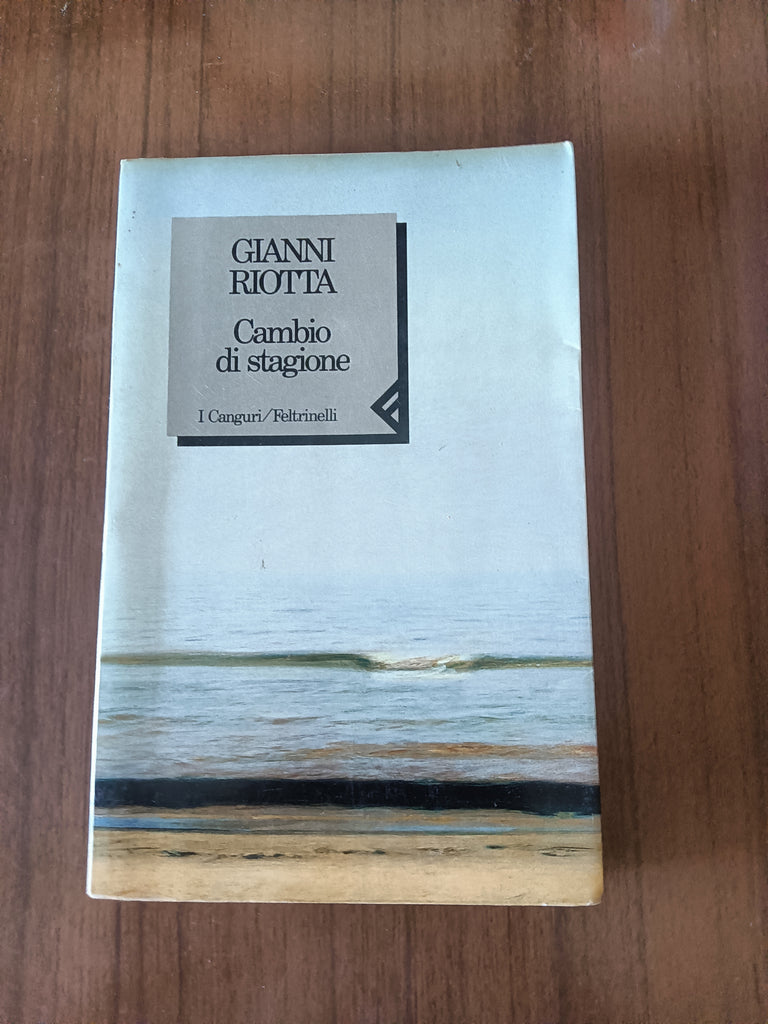 GIANNI
RIOTTA
Cambio
di stagione
I Canguri/Feltrinelli